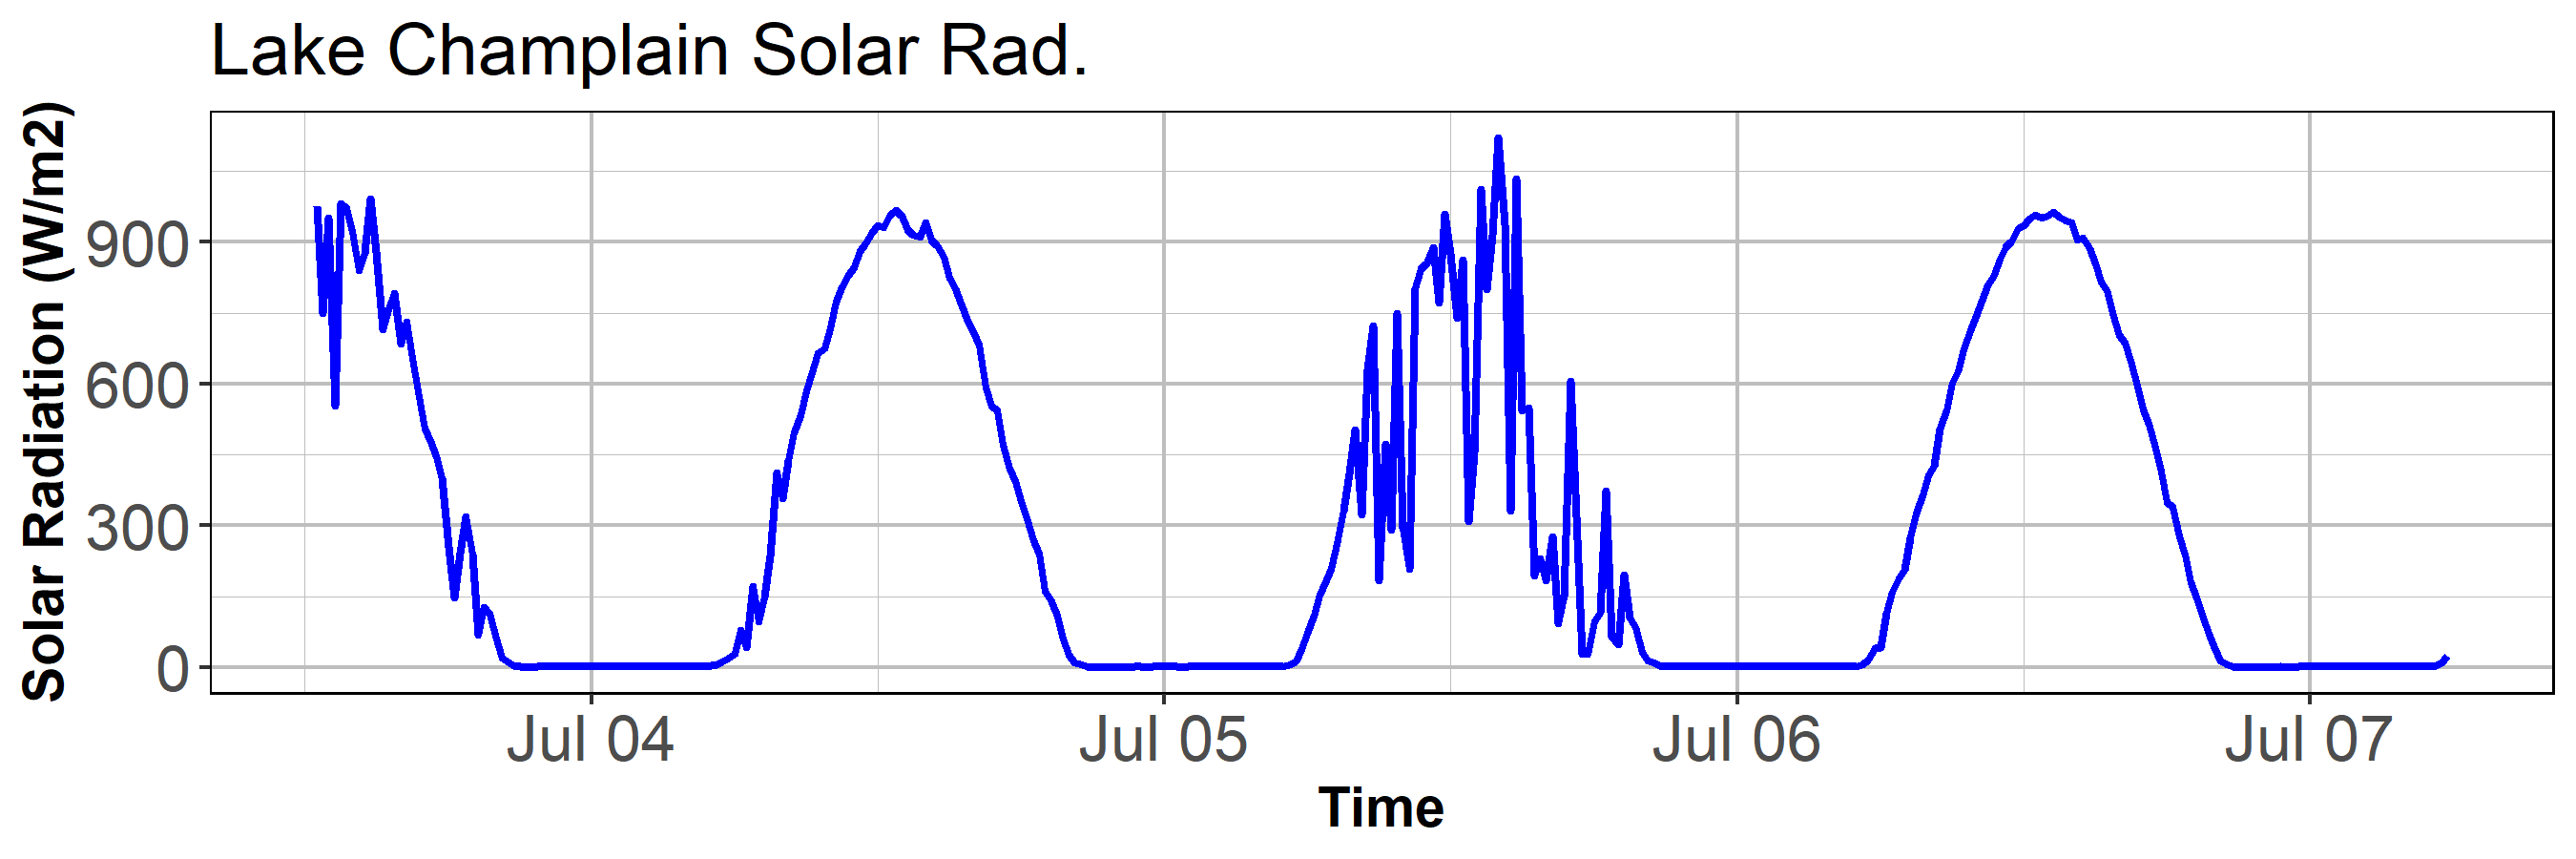 Lake Champlain Solar Rad.
Solar Radiation (W/m2)
900
600
300
0
Jul 04 Jul 05 Jul 06 Jul 07
Time